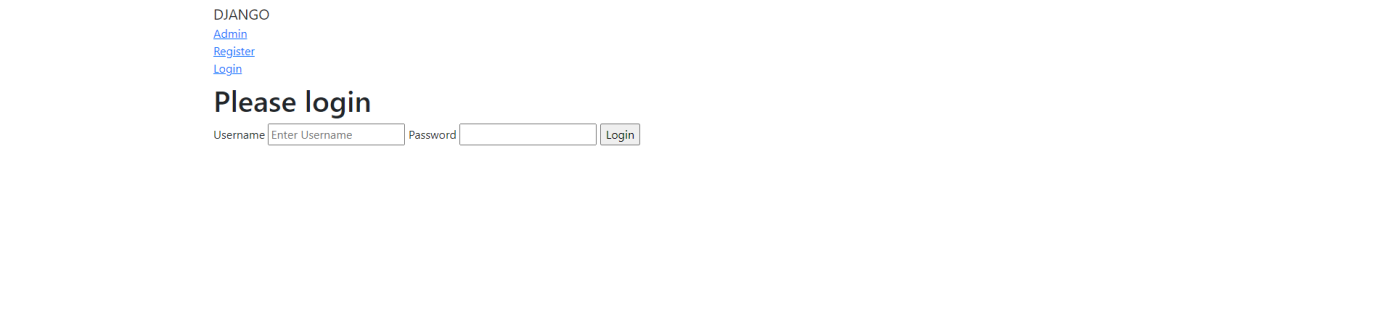 DJANGO
Admin
Register
Login
Please login
Username Enter Username Password Login